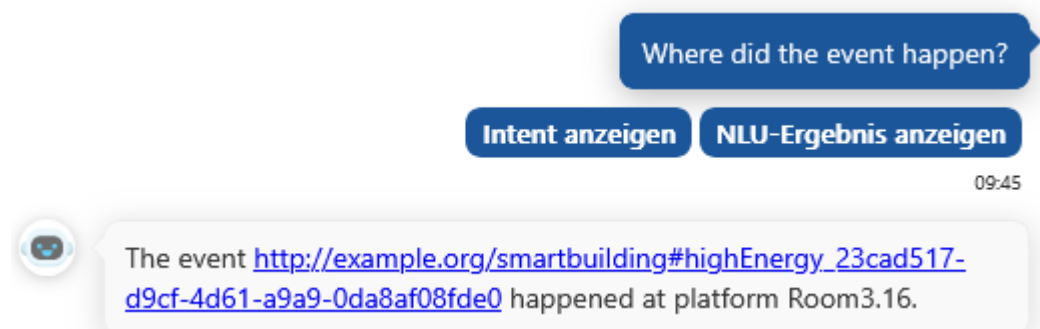 Where did the event happen?
Intent anzeigen NLU-Ergebnis anzeigen
09:45
The event http://example.org/smartbuilding#highEnergy_23cad517-
d9cf-4d61-a9a9-0da8af08fde0 happened at platform Room3.16.